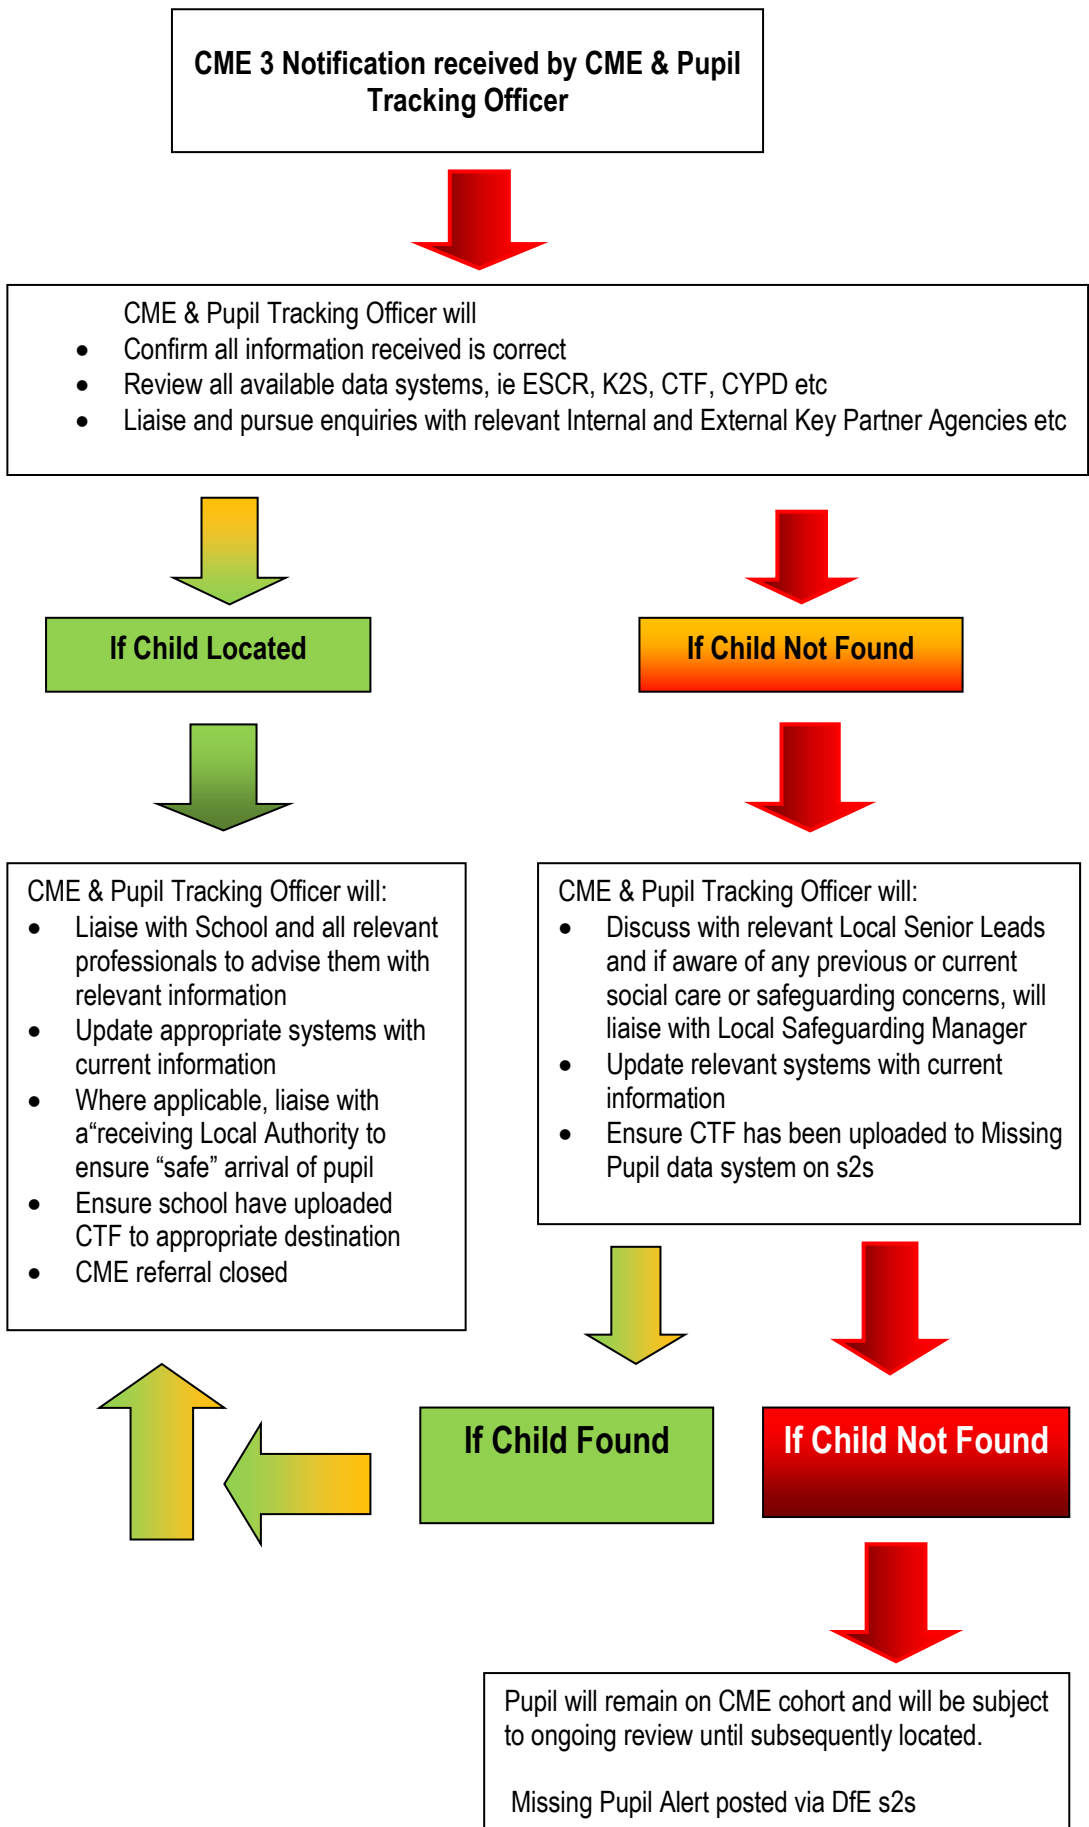 CME 3 Notification received by CME & Pupil
Tracking Officer
CME & Pupil Tracking Officer will
• Confirm all information received is correct
• Review all available data systems, ie ESCR, K2S, CTF, CYPD etc
• Liaise and pursue enquiries with relevant Internal and External Key Partner Agencies etc
If Child Located
If Child Not Found
CME & Pupil Tracking Officer will:
• Liaise with School and all relevant
professionals to advise them with
relevant information
• Update appropriate systems with
current information
• Where applicable, liaise with
a“receiving Local Authority to
ensure “safe” arrival of pupil
• Ensure school have uploaded
CTF to appropriate destination
• CME referral closed
CME & Pupil Tracking Officer will:
• Discuss with relevant Local Senior Leads
and if aware of any previous or current
social care or safeguarding concerns, will
liaise with Local Safeguarding Manager
• Update relevant systems with current
information
• Ensure CTF has been uploaded to Missing
Pupil data system on s2s
If Child Found
If Child Not Found
Pupil will remain on CME cohort and will be subject
to ongoing review until subsequently located.
Missing Pupil Alert posted via DfE s2s